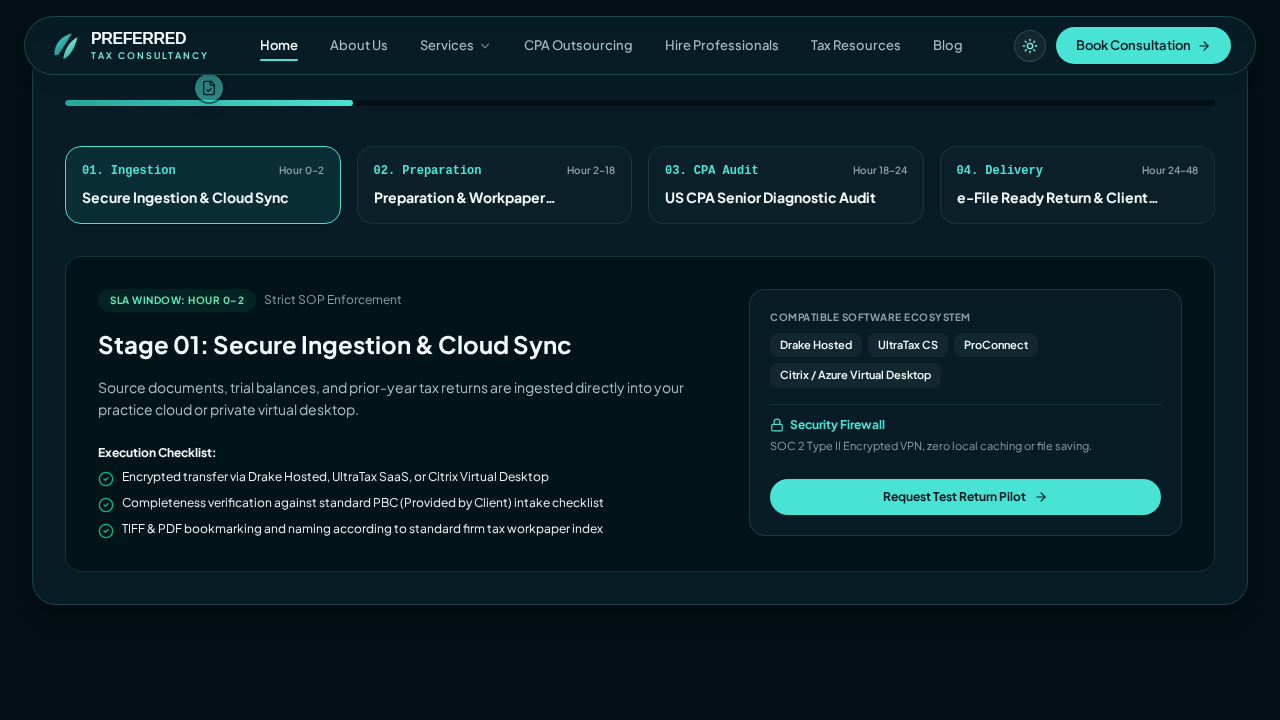 PREFERRED
TAX CONSULTANCY
Home
About Us
Services
CPA Outsourcing
Hire Professionals
Tax Resources
Blog
Book Consultation
01. Ingestion
Hour 0–2
Secure Ingestion & Cloud Sync
02. Preparation
Hour 2–18
Preparation & Workpaper…
03. CPA Audit
Hour 18–24
US CPA Senior Diagnostic Audit
04. Delivery
Hour 24–48
e-File Ready Return & Client…
SLA WINDOW: HOUR 0–2
Strict SOP Enforcement
Stage 01: Secure Ingestion & Cloud Sync
Source documents, trial balances, and prior-year tax returns are ingested directly into your
practice cloud or private virtual desktop.
Execution Checklist:
Encrypted transfer via Drake Hosted, UltraTax SaaS, or Citrix Virtual Desktop
Completeness verification against standard PBC (Provided by Client) intake checklist
TIFF & PDF bookmarking and naming according to standard firm tax workpaper index
COMPATIBLE SOFTWARE ECOSYSTEM
Drake Hosted
UltraTax CS
ProConnect
Citrix / Azure Virtual Desktop
Security Firewall
SOC 2 Type II Encrypted VPN, zero local caching or file saving.
Request Test Return Pilot